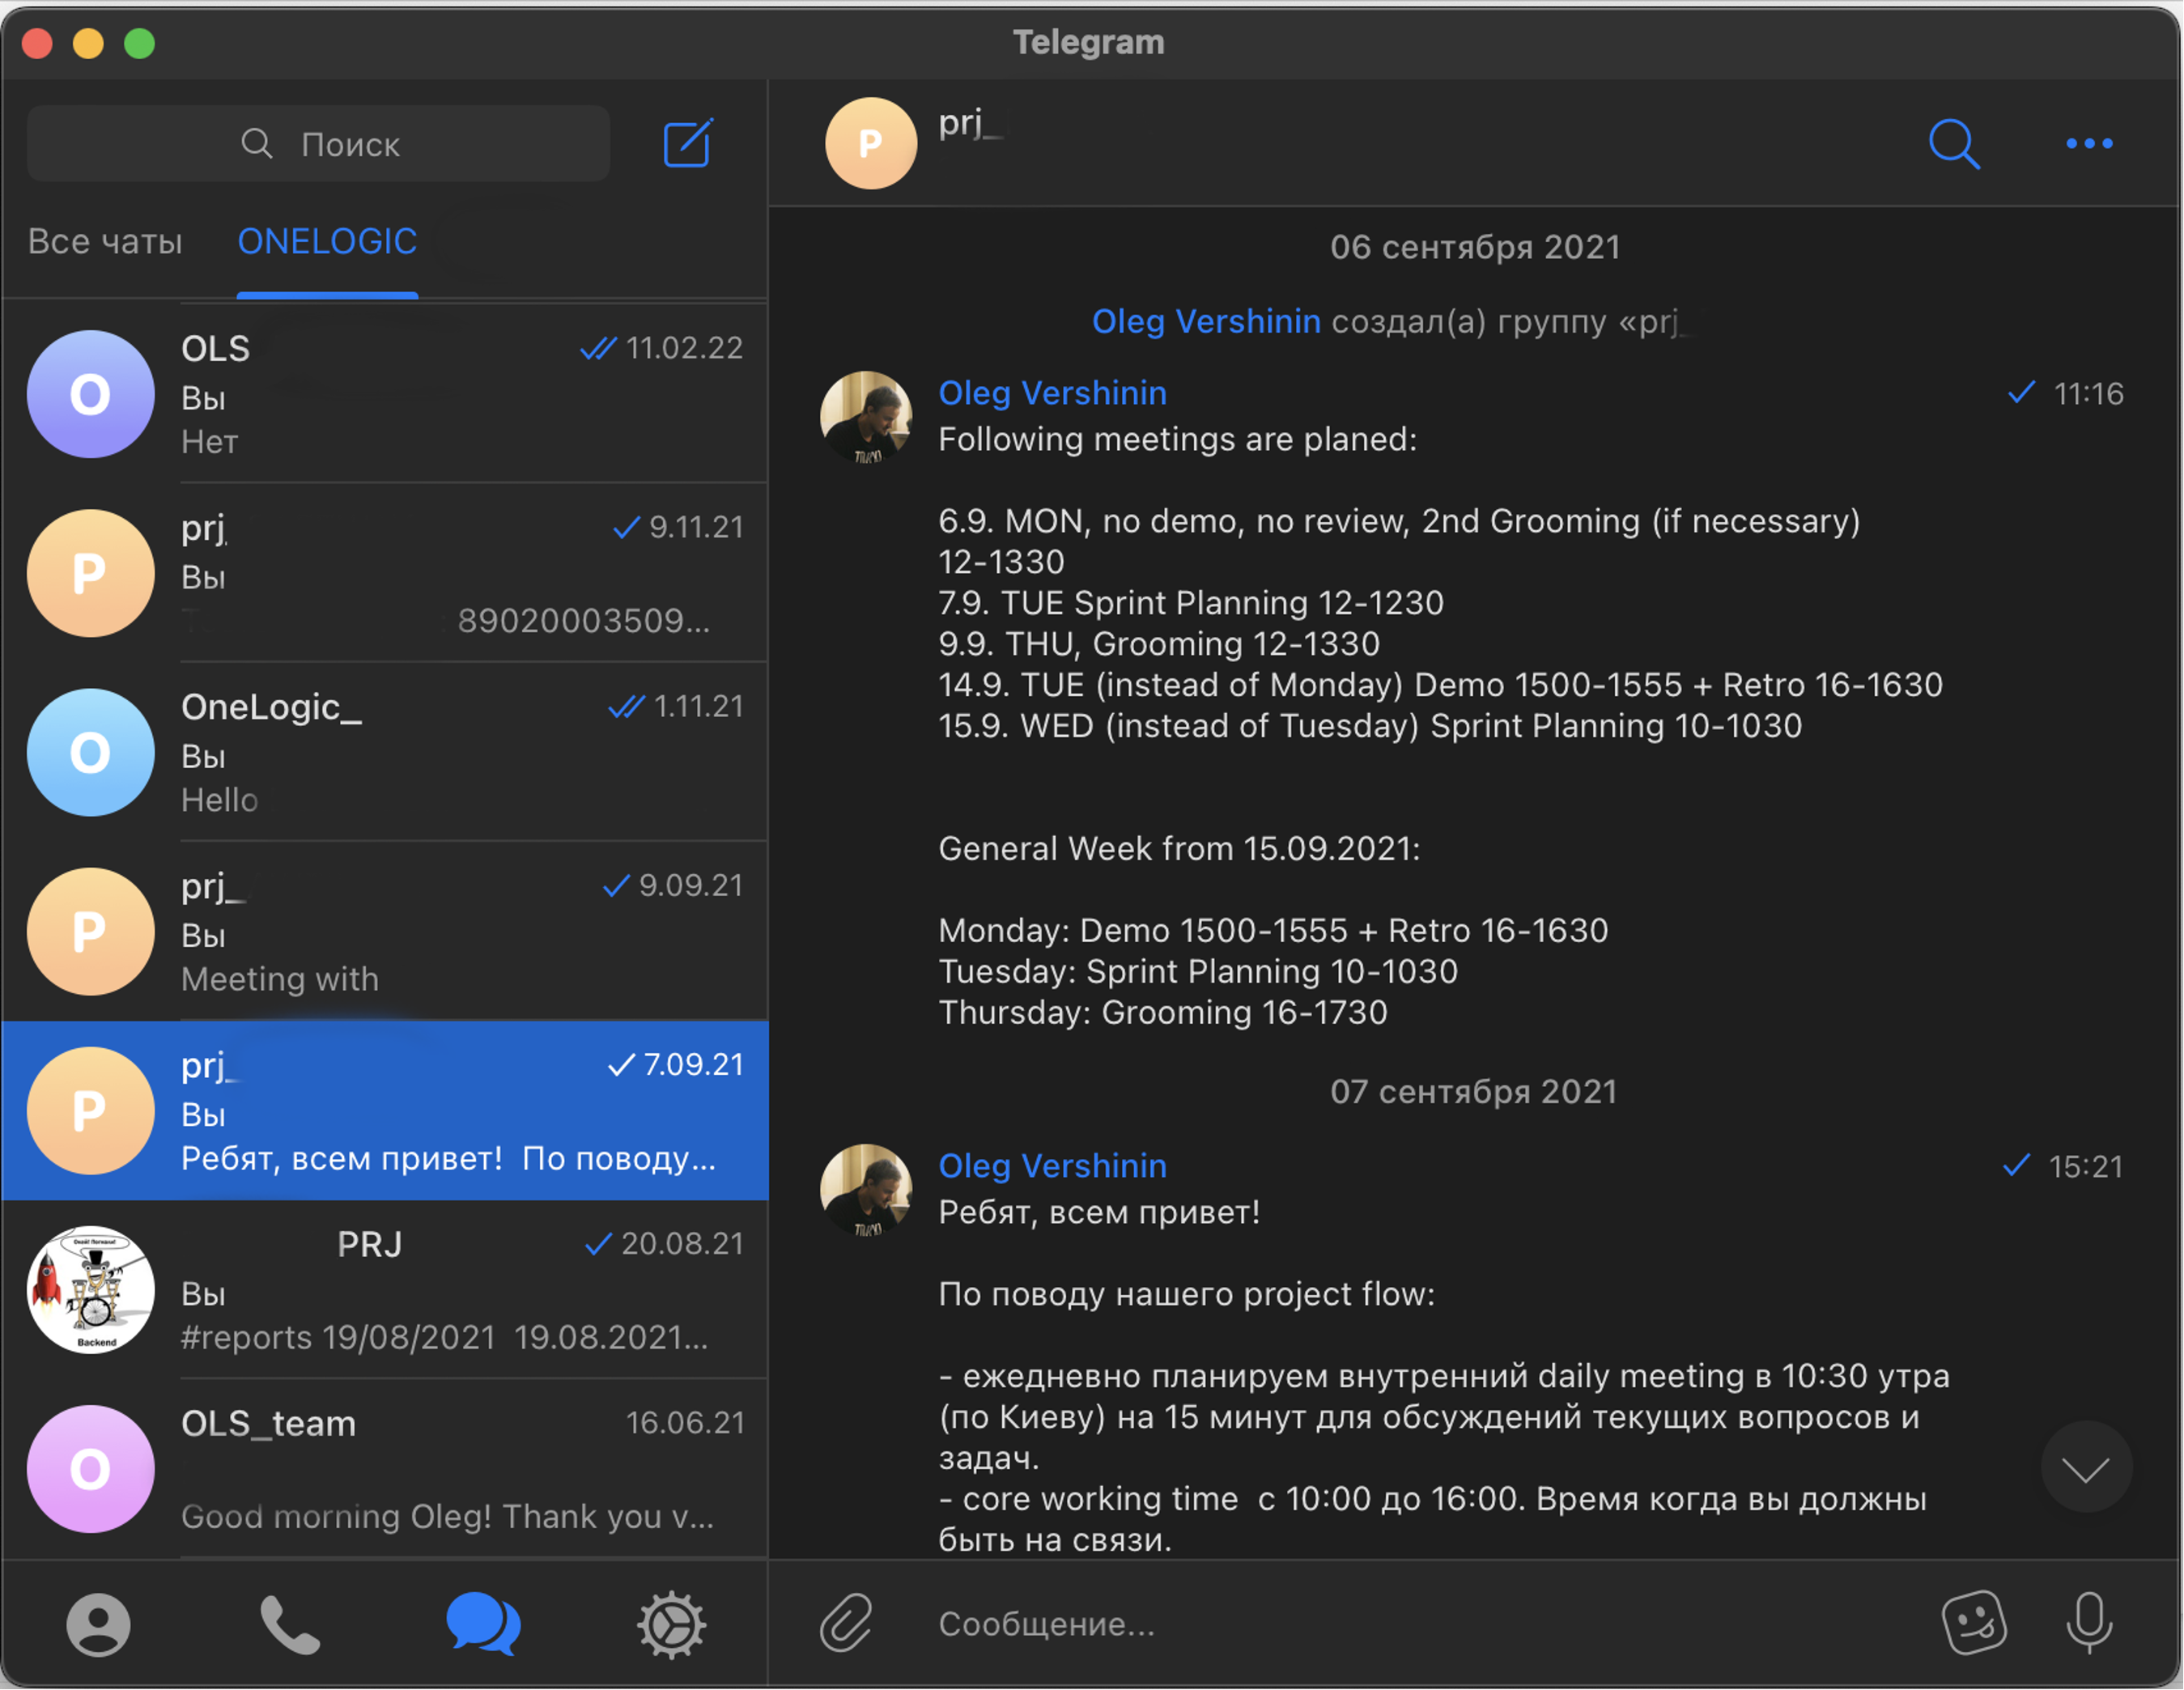 Telegram
Поиск
Все чаты ONELOGIC
OLS 11.02.22
Вы
Нет
prj 9.11.21
Вы
89020003509...
OneLogic_ 1.11.21
Вы
Hello
prj_ 9.09.21
Вы
Meeting with
prj_ 7.09.21
Вы
Ребят, всем привет! По поводу...
PRJ 20.08.21
Вы
#reports 19/08/2021 19.08.2021...
Backend
OLS_team 16.06.21
Good morning Oleg! Thank you v...
prj_
06 сентября 2021
Oleg Vershinin создал(а) группу «prj_
Oleg Vershinin 11:16
Following meetings are planed:
6.9. MON, no demo, no review, 2nd Grooming (if necessary)
12-1330
7.9. TUE Sprint Planning 12-1230
9.9. THU, Grooming 12-1330
14.9. TUE (instead of Monday) Demo 1500-1555 + Retro 16-1630
15.9. WED (instead of Tuesday) Sprint Planning 10-1030
General Week from 15.09.2021:
Monday: Demo 1500-1555 + Retro 16-1630
Tuesday: Sprint Planning 10-1030
Thursday: Grooming 16-1730
07 сентября 2021
Oleg Vershinin 15:21
Ребят, всем привет!
По поводу нашего project flow:
- ежедневно планируем внутренний daily meeting в 10:30 утра
(по Киеву) на 15 минут для обсуждений текущих вопросов и
задач.
- core working time с 10:00 до 16:00. Время когда вы должны
быть на связи.
Сообщение...